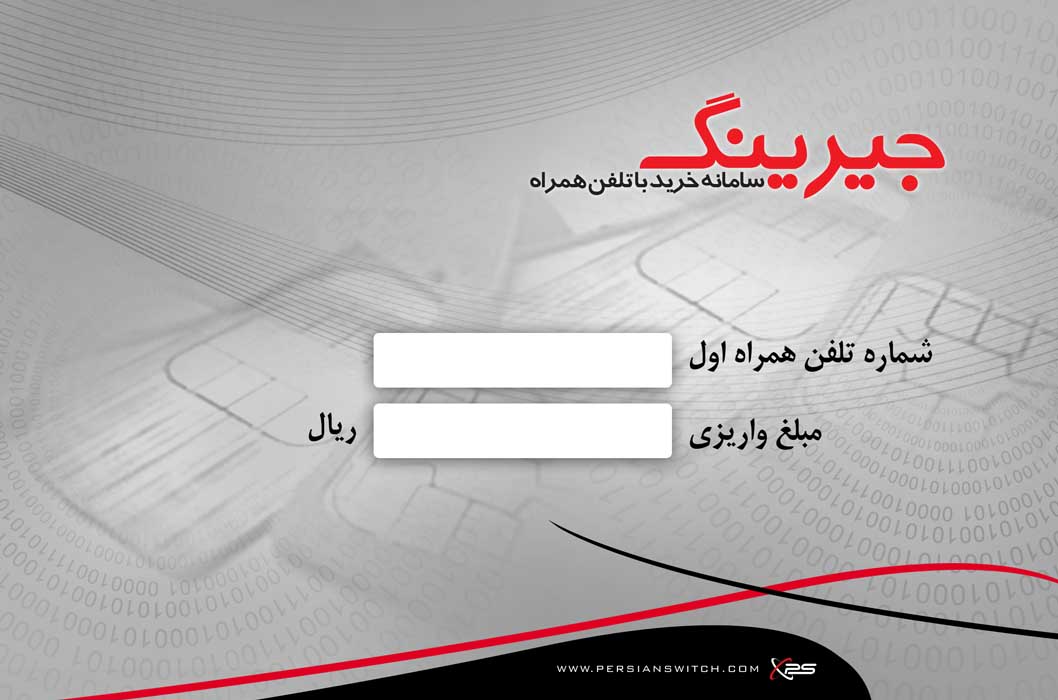 جیرینگ
سامانه خرید با تلفن همراه
شماره تلفن همراه اول
مبلغ واریزی
ریال
WWW.PERSIANSWITCH.COM